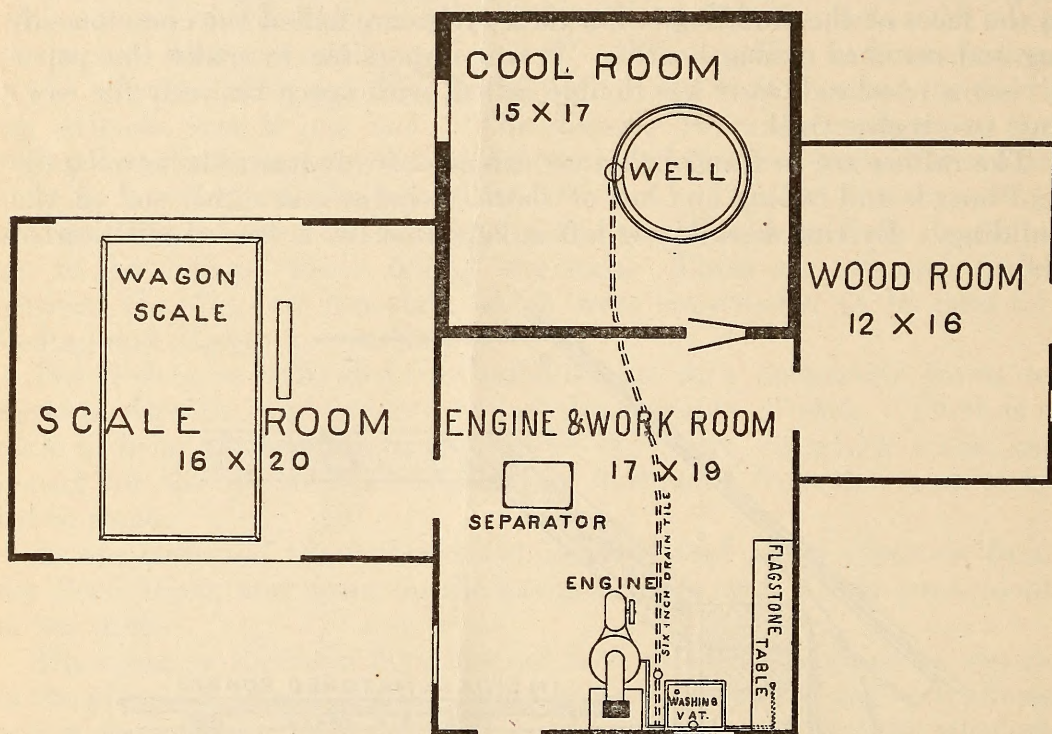 COOL ROOM
15 X 17
WELL
WAGON
SCALE
WOOD ROOM
12 X 16
SCALE ROOM
16 X 20
ENGINE & WORK ROOM
17 X 19
SEPARATOR
ENGINE
SIX INCH DRAIN TILE
FLAGSTONE TABLE
WASHING
VAT.